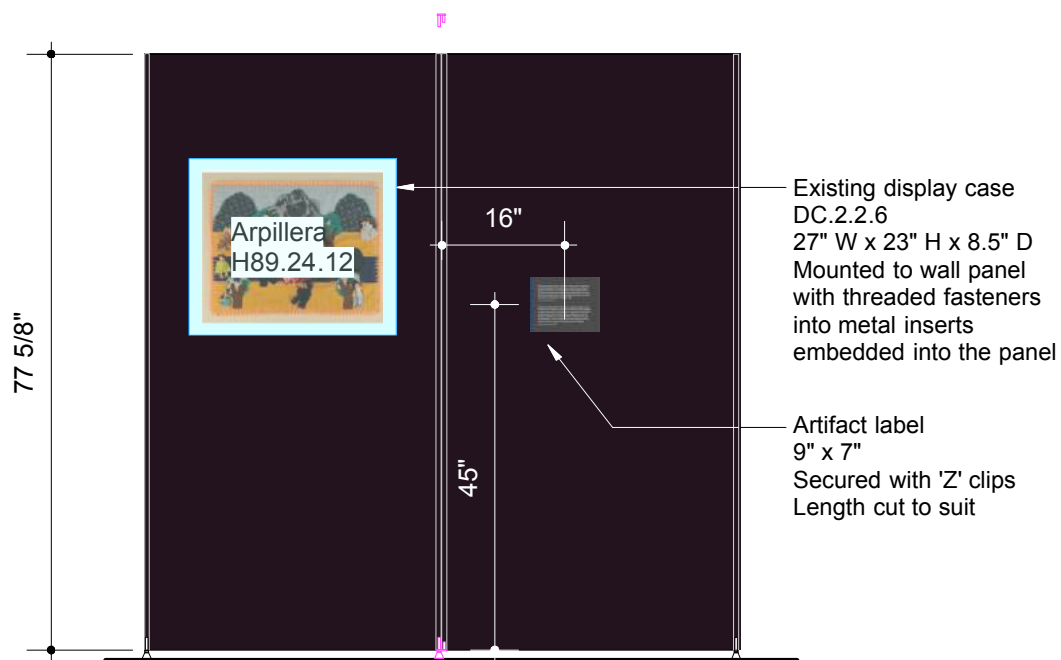 77 5/8"
Arpillera
H89.24.12
16"
45"
Existing display case
DC.2.2.6
27" W x 23" H x 8.5" D
Mounted to wall panel
with threaded fasteners
into metal inserts
embedded into the panel
Artifact label
9" x 7"
Secured with 'Z' clips
Length cut to suit